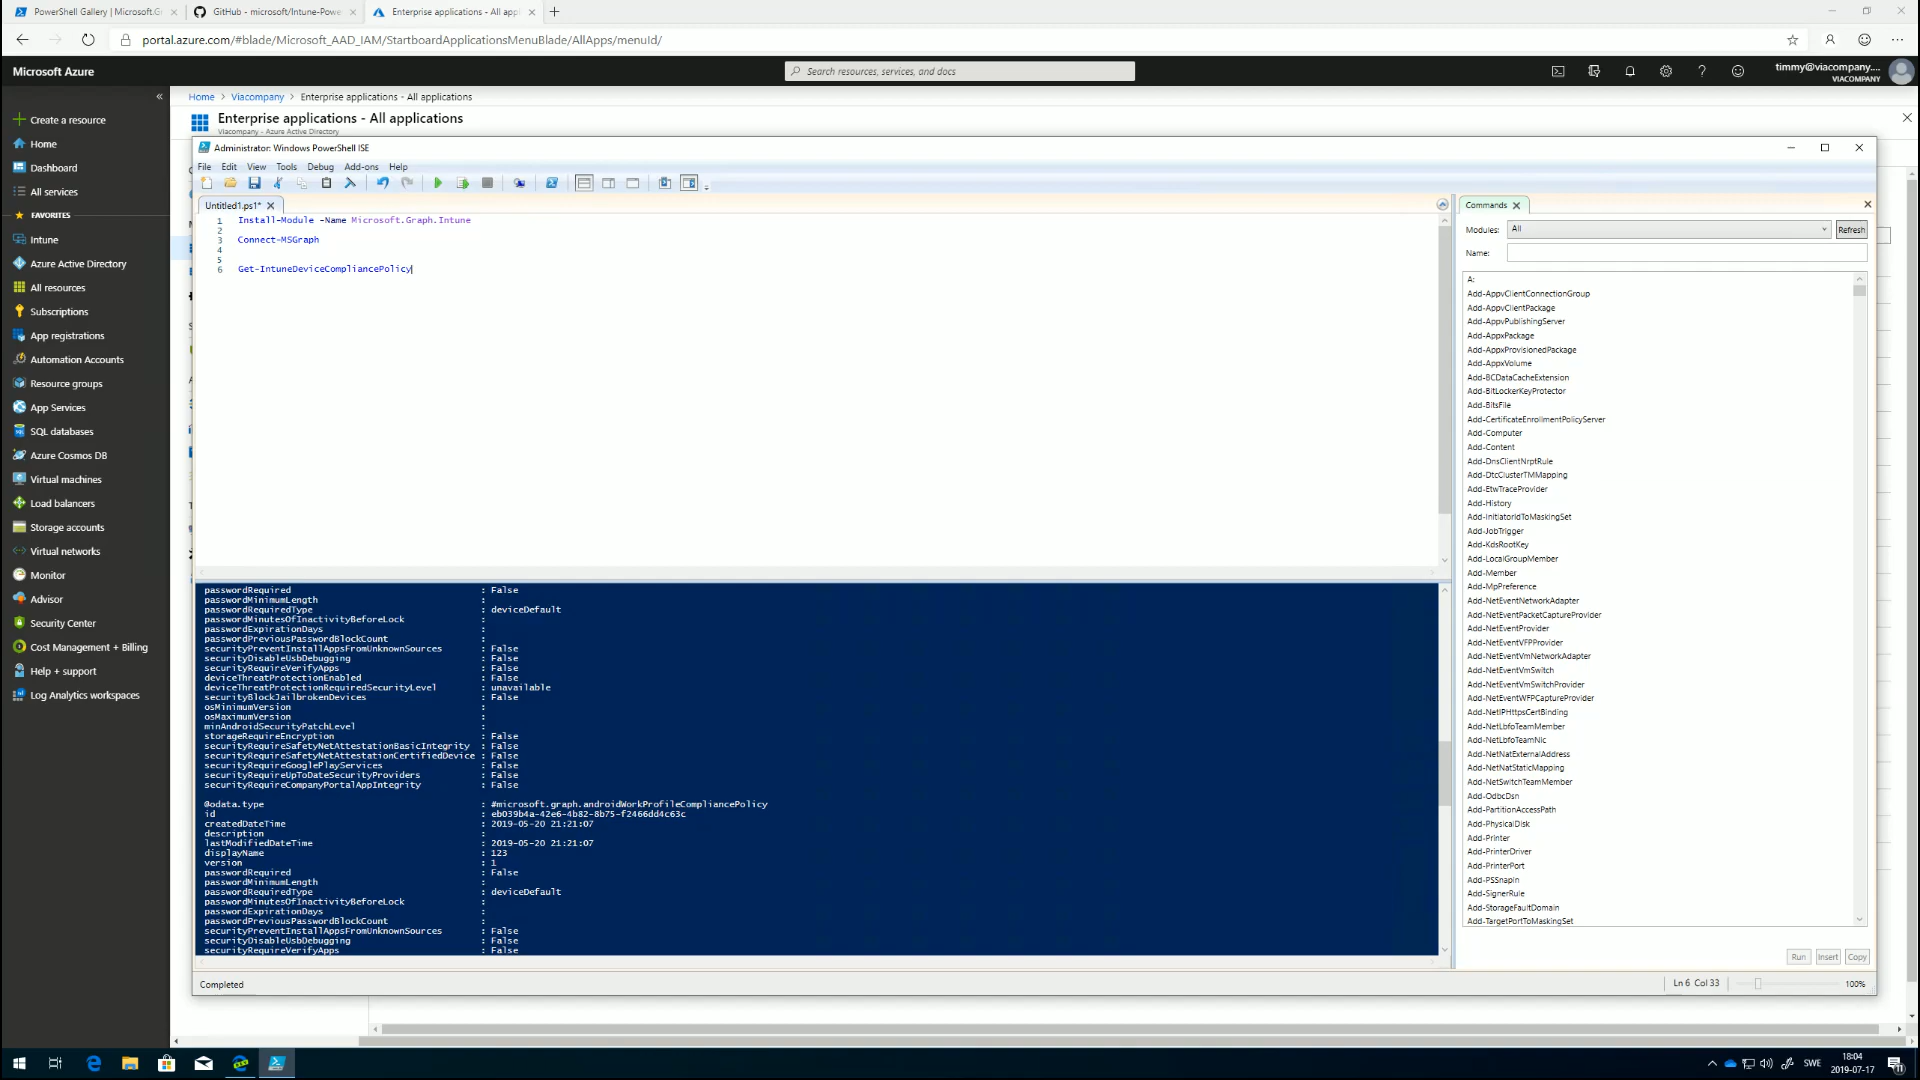 PowerShell Gallery | Microsoft.G
GitHub - microsoft/Intune-Powe
Enterprise applications - All appl
portal.azure.com/#blade/Microsoft_AAD_IAM/StartboardApplicationsMenuBlade/AllApps/menuId/
Microsoft Azure
Search resources, services, and docs
timmy@viacompany....
VIACOMPANY
Create a resource
Home
Dashboard
All services
FAVORITES
Intune
Azure Active Directory
All resources
Subscriptions
App registrations
Automation Accounts
Resource groups
App Services
SQL databases
Azure Cosmos DB
Virtual machines
Load balancers
Storage accounts
Virtual networks
Monitor
Advisor
Security Center
Cost Management + Billing
Help + support
Log Analytics workspaces
Home > Viacompany > Enterprise applications - All applications
Enterprise applications - All applications
Viacompany - Azure Active Directory
Administrator: Windows PowerShell ISE
File Edit View Tools Debug Add-ons Help
Untitled1.ps1*
1 Install-Module -Name Microsoft.Graph.Intune
2
3 Connect-MSGraph
4
5
6 Get-IntuneDeviceCompliancePolicy
passwordRequired : False
passwordMinimumLength :
passwordRequiredType : deviceDefault
passwordMinutesOfInactivityBeforeLock :
passwordExpirationDays :
passwordPreviousPasswordBlockCount :
securityPreventInstallAppsFromUnknownSources : False
securityDisableUsbDebugging : False
securityRequireVerifyApps : False
deviceThreatProtectionEnabled : False
deviceThreatProtectionRequiredSecurityLevel : unavailable
securityBlockJailbrokenDevices : False
osMinimumVersion :
osMaximumVersion :
minAndroidSecurityPatchLevel :
storageRequireEncryption : False
securityRequireSafetyNetAttestationBasicIntegrity : False
securityRequireSafetyNetAttestationCertifiedDevice : False
securityRequireGooglePlayServices : False
securityRequireUpToDateSecurityProviders : False
securityRequireCompanyPortalAppIntegrity : False
@odata.type : #microsoft.graph.androidWorkProfileCompliancePolicy
id : eb039b4a-42e6-4b82-8b75-f2466dd4c63c
createdDateTime : 2019-05-20 21:21:07
description :
lastModifiedDateTime : 2019-05-20 21:21:07
displayName : 123
version : 1
passwordRequired : False
passwordMinimumLength :
passwordRequiredType : deviceDefault
passwordMinutesOfInactivityBeforeLock :
passwordExpirationDays :
passwordPreviousPasswordBlockCount :
securityPreventInstallAppsFromUnknownSources : False
securityDisableUsbDebugging : False
securityRequireVerifyApps : False
Commands
Modules: All Refresh
Name:
A:
Add-AppvClientConnectionGroup
Add-AppvClientPackage
Add-AppvPublishingServer
Add-AppxPackage
Add-AppxProvisionedPackage
Add-AppxVolume
Add-BCDataCacheExtension
Add-BitLockerKeyProtector
Add-BitsFile
Add-CertificateEnrollmentPolicyServer
Add-Computer
Add-Content
Add-DnsClientNrptRule
Add-DtcClusterTMMapping
Add-EtwTraceProvider
Add-History
Add-InitiatorIdToMaskingSet
Add-JobTrigger
Add-KdsRootKey
Add-LocalGroupMember
Add-Member
Add-MpPreference
Add-NetEventNetworkAdapter
Add-NetEventPacketCaptureProvider
Add-NetEventProvider
Add-NetEventVFPProvider
Add-NetEventVmNetworkAdapter
Add-NetEventVmSwitch
Add-NetEventVmSwitchProvider
Add-NetEventWFPCaptureProvider
Add-NetIPHttpsCertBinding
Add-NetLbfoTeamMember
Add-NetLbfoTeamNic
Add-NetNatExternalAddress
Add-NetNatStaticMapping
Add-NetSwitchTeamMember
Add-OdbcDsn
Add-PartitionAccessPath
Add-PhysicalDisk
Add-Printer
Add-PrinterDriver
Add-PrinterPort
Add-PSSnapin
Add-SignerRule
Add-StorageFaultDomain
Add-TargetPortToMaskingSet
Run Insert Copy
Completed
Ln 6 Col 33
100%
SWE
18:04
2019-07-17